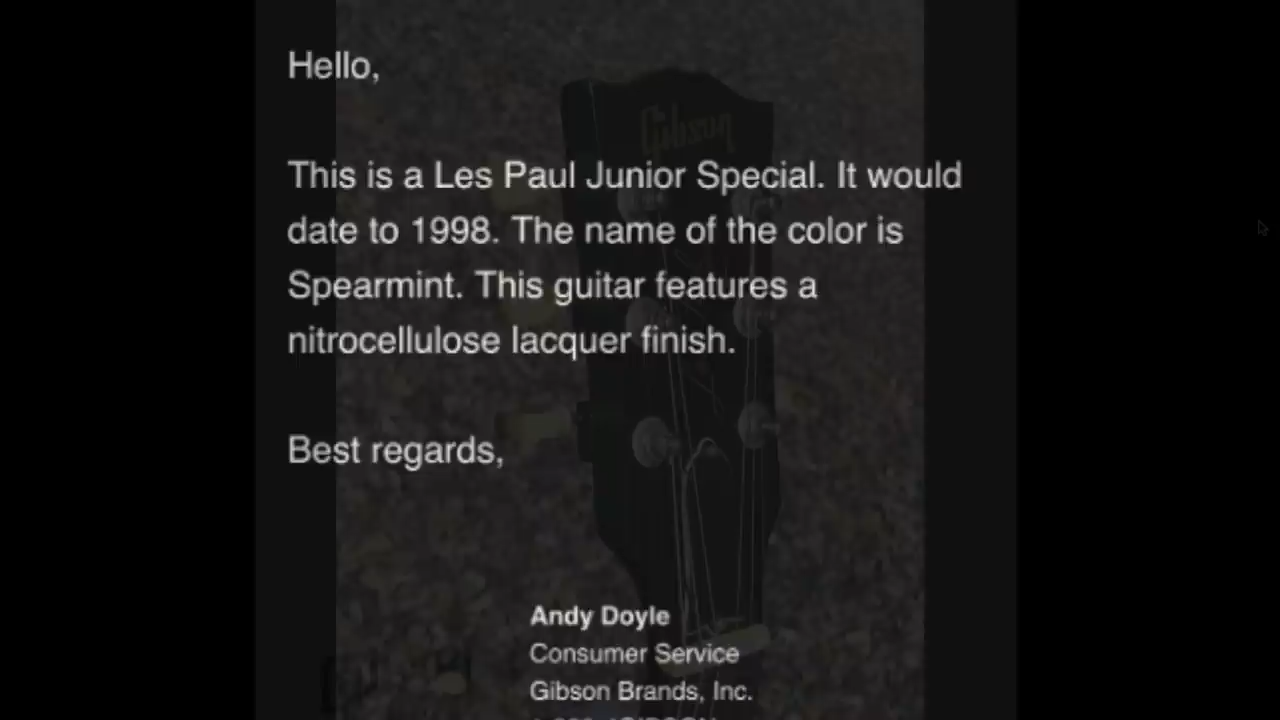 Gibson
Hello,
This is a Les Paul Junior Special. It would
date to 1998. The name of the color is
Spearmint. This guitar features a
nitrocellulose lacquer finish.
Best regards,
Andy Doyle
Consumer Service
Gibson Brands, Inc.